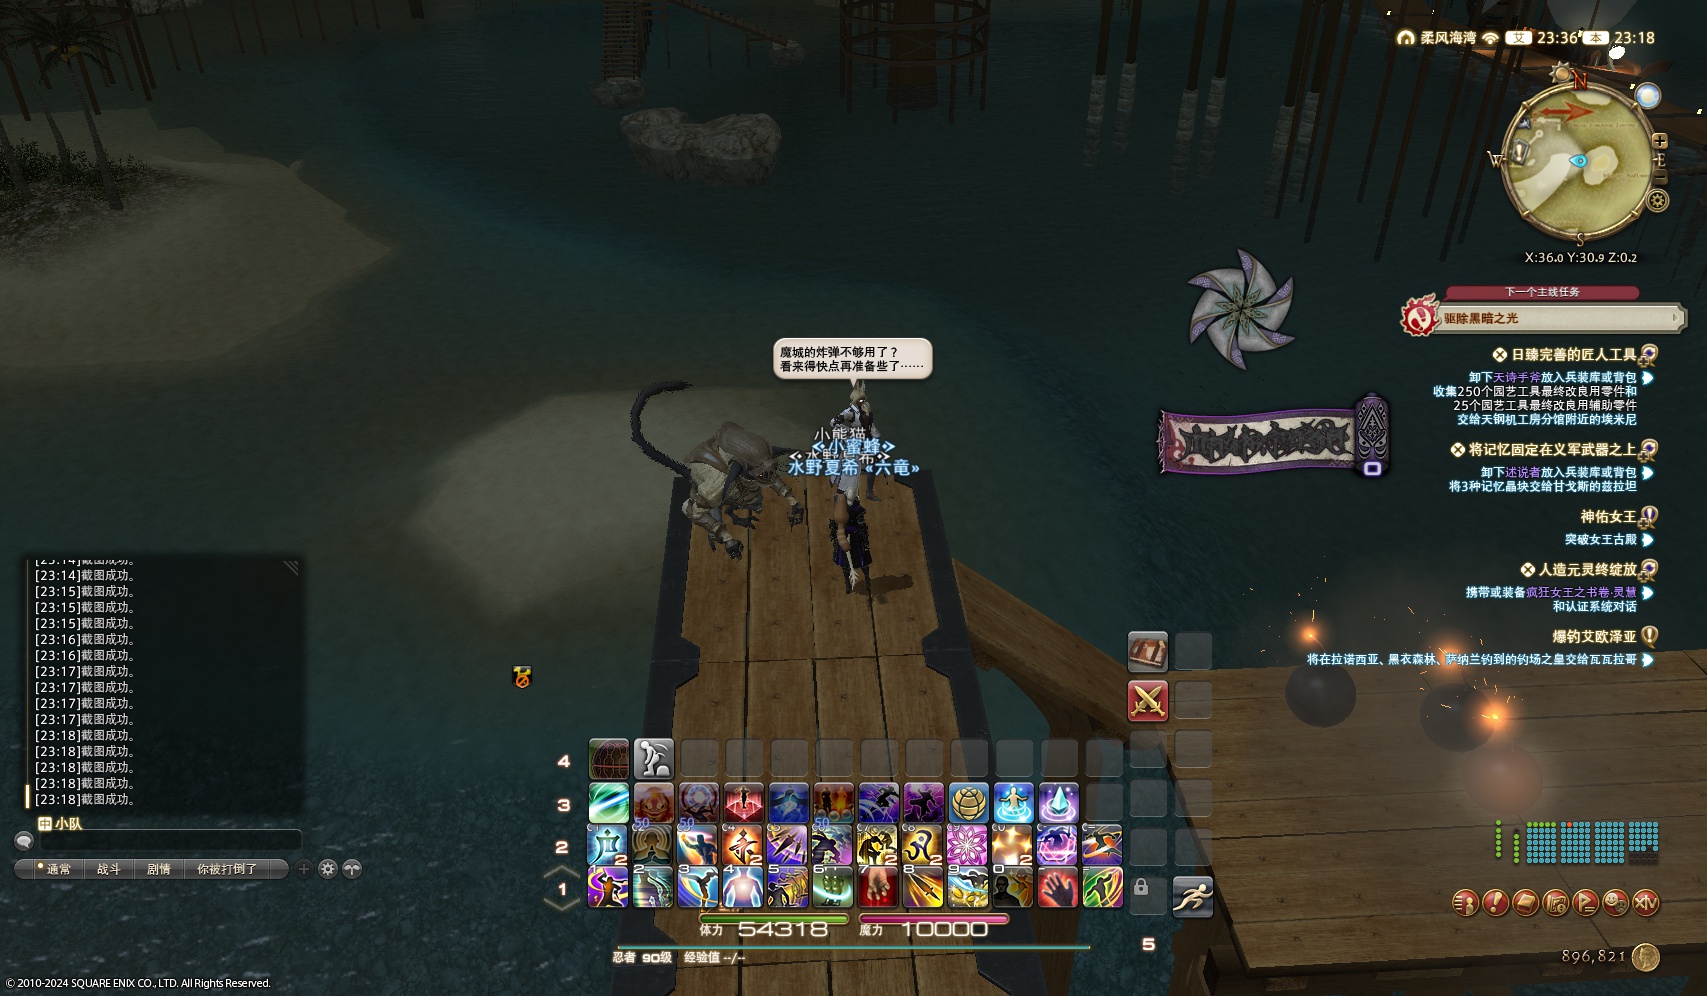 柔风海湾 艾 23:36 本 23:18
N
W
E
S
X:36.0 Y:30.9 Z:0.2
下一个主线任务
驱除黑暗之光
日臻完善的匠人工具
卸下天诗手斧放入兵装库或背包
收集250个园艺工具最终改良用零件和
25个园艺工具最终改良用辅助零件
交给天钢机工房分馆附近的埃米尼
将记忆固定在义军武器之上
卸下述说者放入兵装库或背包
将3种记忆晶块交给甘戈斯的兹拉坦
神佑女王
突破女王古殿
人造元灵终绽放
携带或装备疯狂女王之书卷·灵慧
和认证系统对话
爆钓艾欧泽亚
将在拉诺西亚、黑衣森林、萨纳兰钓到的钓场之皇交给瓦瓦拉哥
魔城的炸弹不够用了？
看来得快点再准备些了……
小熊猫
小蜜蜂
水野夏希 «六竜»
[23:14]截图成功。
[23:14]截图成功。
[23:15]截图成功。
[23:15]截图成功。
[23:15]截图成功。
[23:16]截图成功。
[23:16]截图成功。
[23:17]截图成功。
[23:17]截图成功。
[23:17]截图成功。
[23:17]截图成功。
[23:18]截图成功。
[23:18]截图成功。
[23:18]截图成功。
[23:18]截图成功。
[23:18]截图成功。
中 小队
通常 战斗 剧情 你被打倒了
4
3
2
1
5
体力 54318 魔力 10000
忍者 90级 经验值 --/--
896,821
© 2010-2024 SQUARE ENIX CO., LTD. All Rights Reserved.